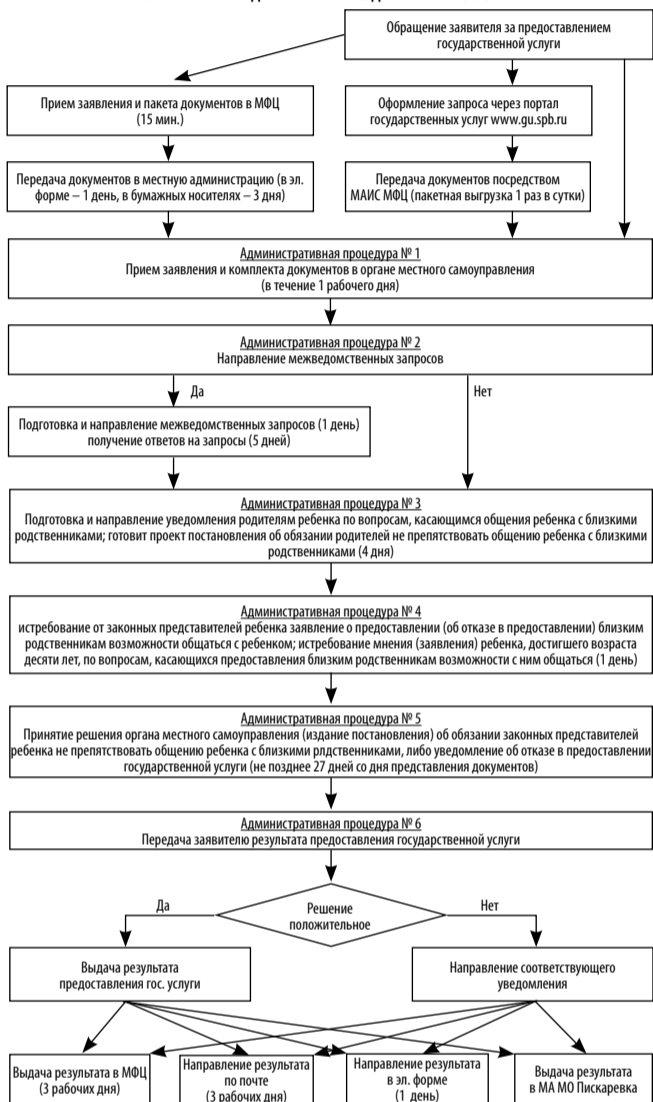 Обращение заявителя за предоставлением
государственной услуги
Прием заявления и пакета документов в МФЦ
(15 мин.)
Оформление запроса через портал
государственных услуг www.gu.spb.ru
Передача документов в местную администрацию (в эл.
форме – 1 день, в бумажных носителях – 3 дня)
Передача документов посредством
МАИС МФЦ (пакетная выгрузка 1 раз в сутки)
Административная процедура № 1
Прием заявления и комплекта документов в органе местного самоуправления
(в течение 1 рабочего дня)
Административная процедура № 2
Направление межведомственных запросов
Да
Нет
Подготовка и направление межведомственных запросов (1 день)
получение ответов на запросы (5 дней)
Административная процедура № 3
Подготовка и направление уведомления родителям ребенка по вопросам, касающимся общения ребенка с близкими
родственниками; готовит проект постановления об обязании родителей не препятствовать общению ребенка с близкими
родственниками (4 дня)
Административная процедура № 4
истребование от законных представителей ребенка заявление о предоставлении (об отказе в предоставлении) близким
родственникам возможности общаться с ребенком; истребование мнения (заявления) ребенка, достигшего возраста
десяти лет, по вопросам, касающихся предоставления близким родственникам возможности с ним общаться (1 день)
Административная процедура № 5
Принятие решения органа местного самоуправления (издание постановления) об обязании законных представителей
ребенка не препятствовать общению ребенка с близкими рлдственниками, либо уведомление об отказе в предоставлении
государственной услуги (не позднее 27 дней со дня представления документов)
Административная процедура № 6
Передача заявителю результата предоставления государственной услуги
Да
Решение
положительное
Нет
Выдача результата
предоставления гос. услуги
Направление соответствующего
уведомления
Выдача результата в МФЦ
(3 рабочих дня)
Направление результата
по почте
(3 рабочих дня)
Направление результата
в эл. форме
(1 день)
Выдача результата
в МА МО Пискаревка